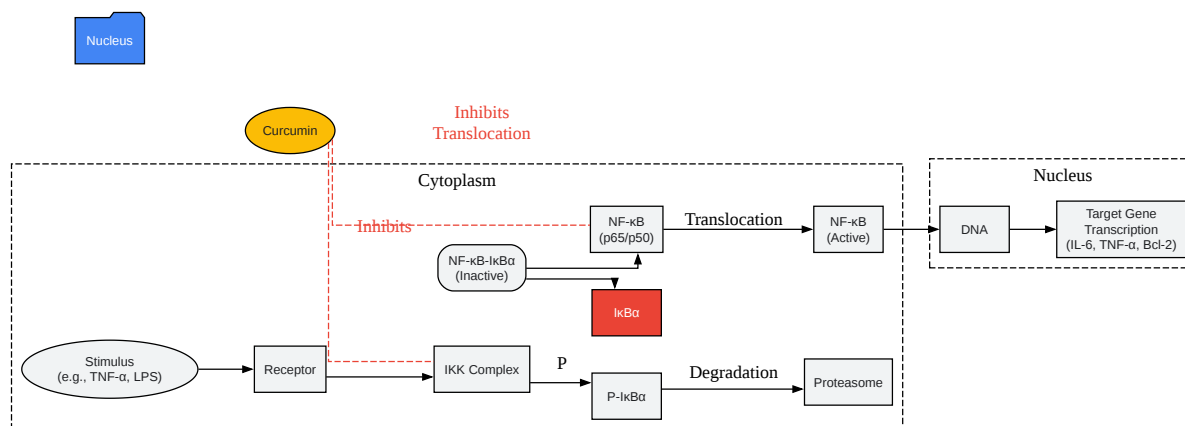 Nucleus
Curcumin
Inhibits
Translocation
Cytoplasm
Nucleus
Inhibits
NF-κB
(p65/p50)
Translocation
NF-κB
(Active)
DNA
Target Gene
Transcription
(IL-6, TNF-α, Bcl-2)
NF-κB-IκBα
(Inactive)
IκBα
Stimulus
(e.g., TNF-α, LPS)
Receptor
IKK Complex
P
P-IκBα
Degradation
Proteasome